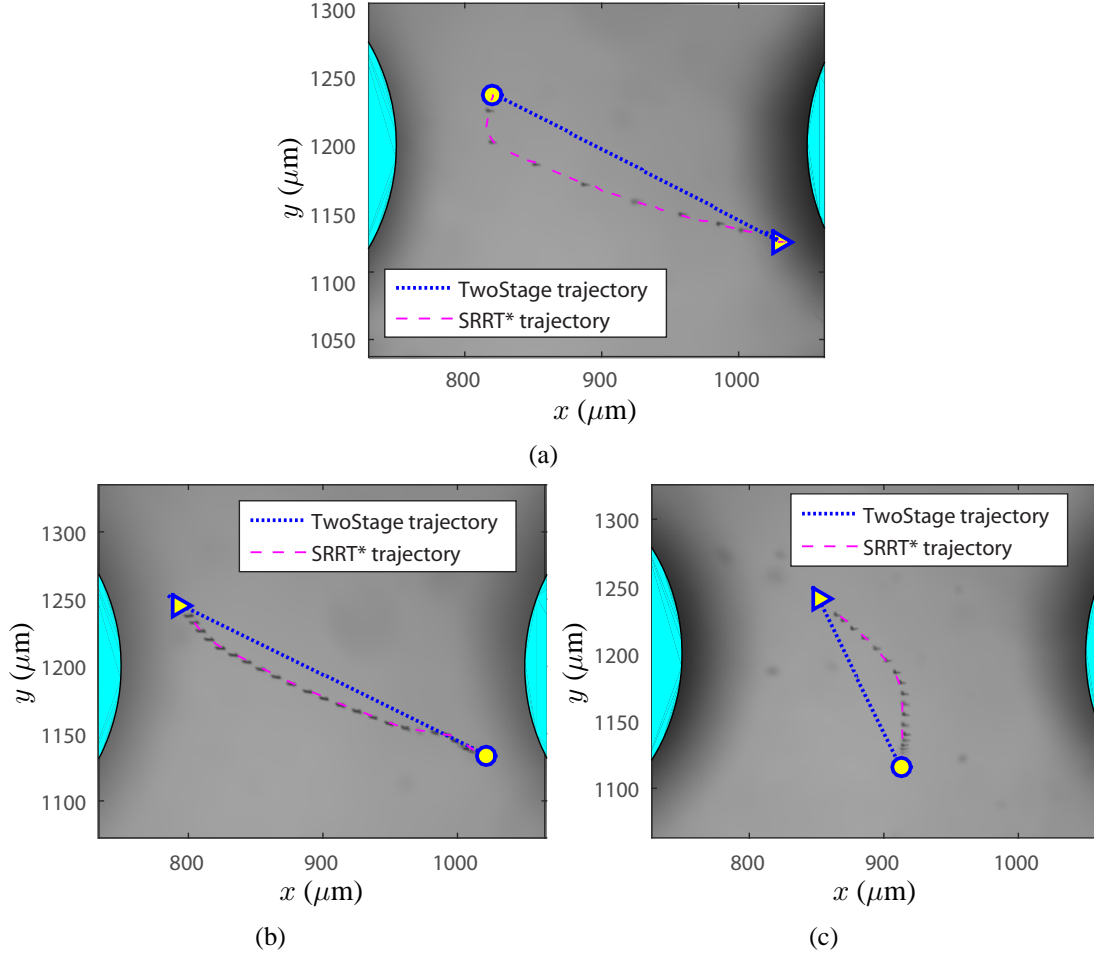 1300
1250
1200
1150
1100
1050
y (μm)
TwoStage trajectory
SRRT* trajectory
800
900
1000
x (μm)
(a)
1300
1250
1200
1150
1100
y (μm)
TwoStage trajectory
SRRT* trajectory
800
900
1000
x (μm)
(b)
1300
1250
1200
1150
1100
y (μm)
TwoStage trajectory
SRRT* trajectory
800
900
1000
x (μm)
(c)